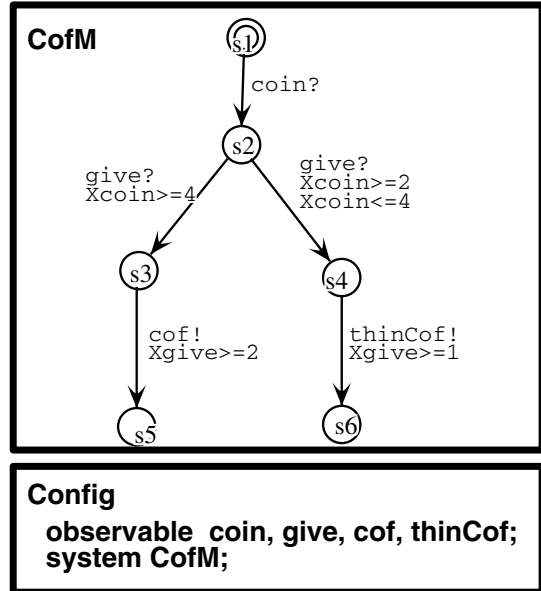 CofM
s1
coin?
s2
give?
Xcoin>=4
give?
Xcoin>=2
Xcoin<=4
s3
s4
cof!
Xgive>=2
thinCof!
Xgive>=1
s5
s6
Config
observable coin, give, cof, thinCof;
system CofM;